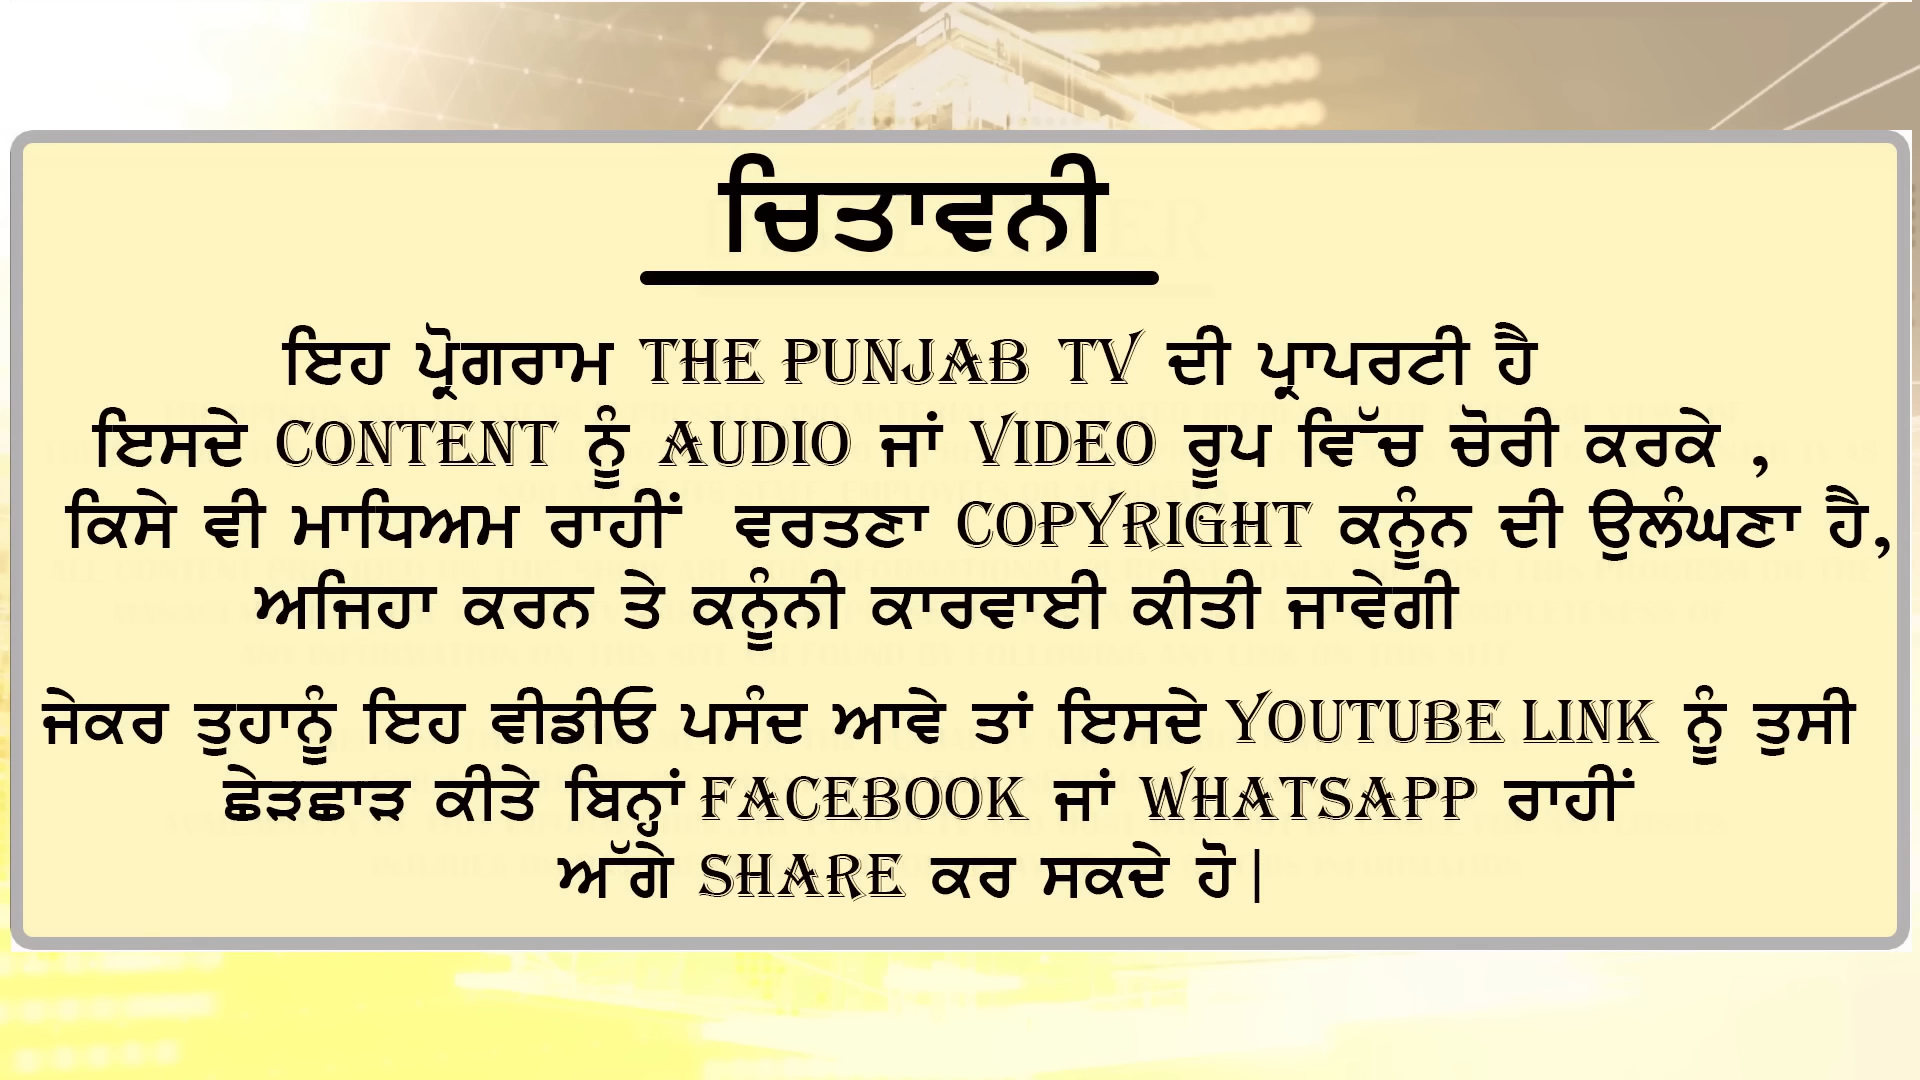 ਚਿਤਾਵਨੀ
ਇਹ ਪ੍ਰੋਗਰਾਮ THE PUNJAB TV ਦੀ ਪ੍ਰਾਪਰਟੀ ਹੈ
ਇਸਦੇ CONTENT ਨੂੰ AUDIO ਜਾਂ VIDEO ਰੂਪ ਵਿੱਚ ਚੋਰੀ ਕਰਕੇ ,
ਕਿਸੇ ਵੀ ਮਾਧਿਅਮ ਰਾਹੀਂ ਵਰਤਣਾ COPYRIGHT ਕਨੂੰਨ ਦੀ ਉਲੰਘਣਾ ਹੈ,
ਅਜਿਹਾ ਕਰਨ ਤੇ ਕਨੂੰਨੀ ਕਾਰਵਾਈ ਕੀਤੀ ਜਾਵੇਗੀ
ਜੇਕਰ ਤੁਹਾਨੂੰ ਇਹ ਵੀਡੀਓ ਪਸੰਦ ਆਵੇ ਤਾਂ ਇਸਦੇ YOUTUBE LINK ਨੂੰ ਤੁਸੀ
ਛੇੜਛਾੜ ਕੀਤੇ ਬਿਨ੍ਹਾਂ FACEBOOK ਜਾਂ WHATSAPP ਰਾਹੀਂ
ਅੱਗੇ SHARE ਕਰ ਸਕਦੇ ਹੋ|